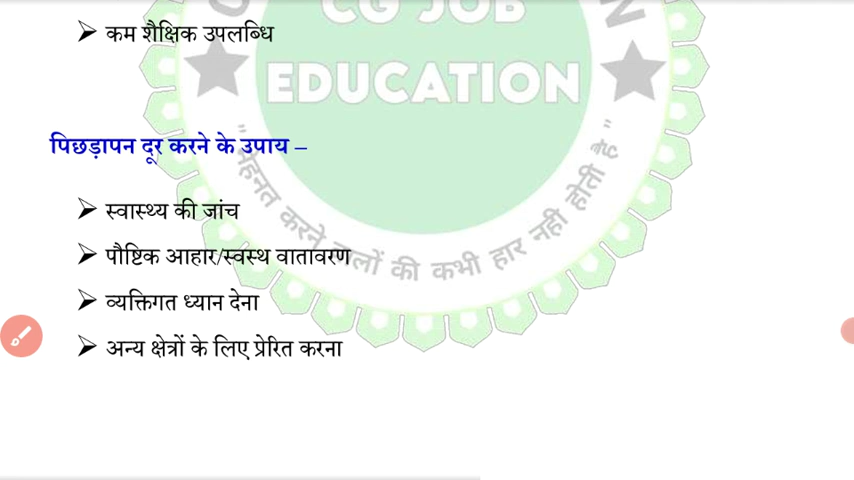 CG JOB
EDUCATION
➢ कम शैक्षिक उपलब्धि
पिछड़ापन दूर करने के उपाय –
➢ स्वास्थ्य की जांच
➢ पौष्टिक आहार/स्वस्थ वातावरण
➢ व्यक्तिगत ध्यान देना
➢ अन्य क्षेत्रों के लिए प्रेरित करना
" मेहनत करने वालों की कभी हार नही होती है "